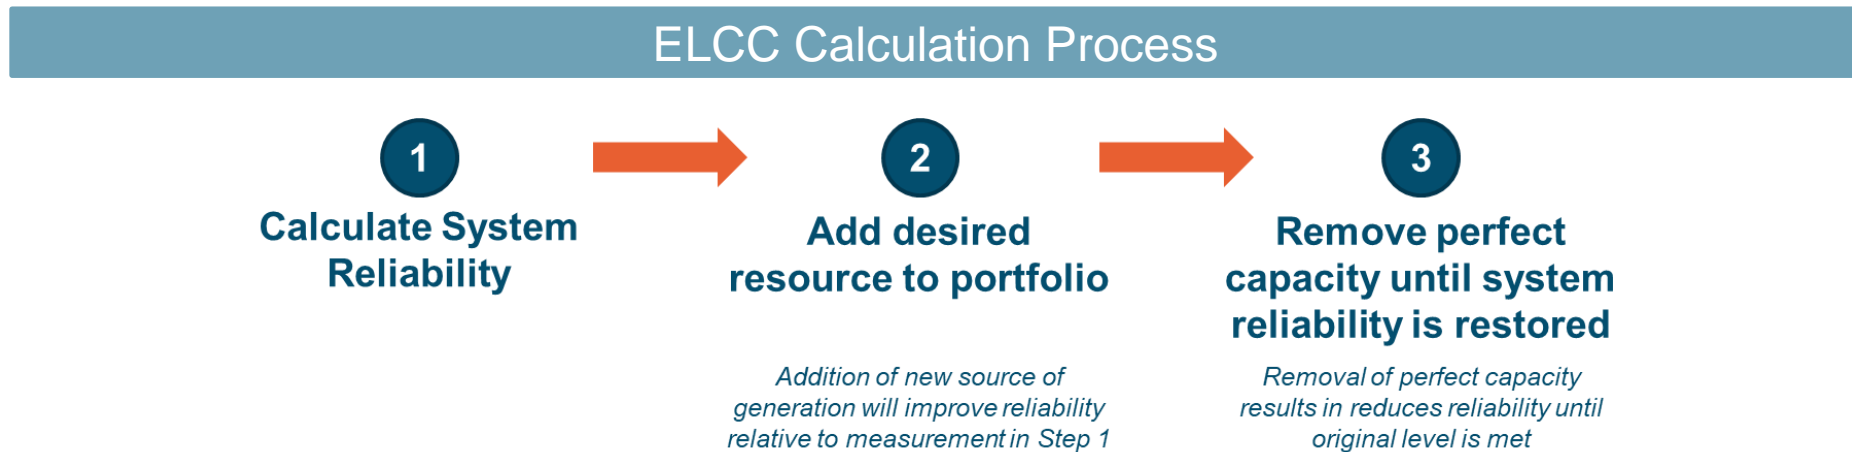 ELCC Calculation Process
1
Calculate System
Reliability
2
Add desired
resource to portfolio
Addition of new source of
generation will improve reliability
relative to measurement in Step 1
3
Remove perfect
capacity until system
reliability is restored
Removal of perfect capacity
results in reduces reliability until
original level is met